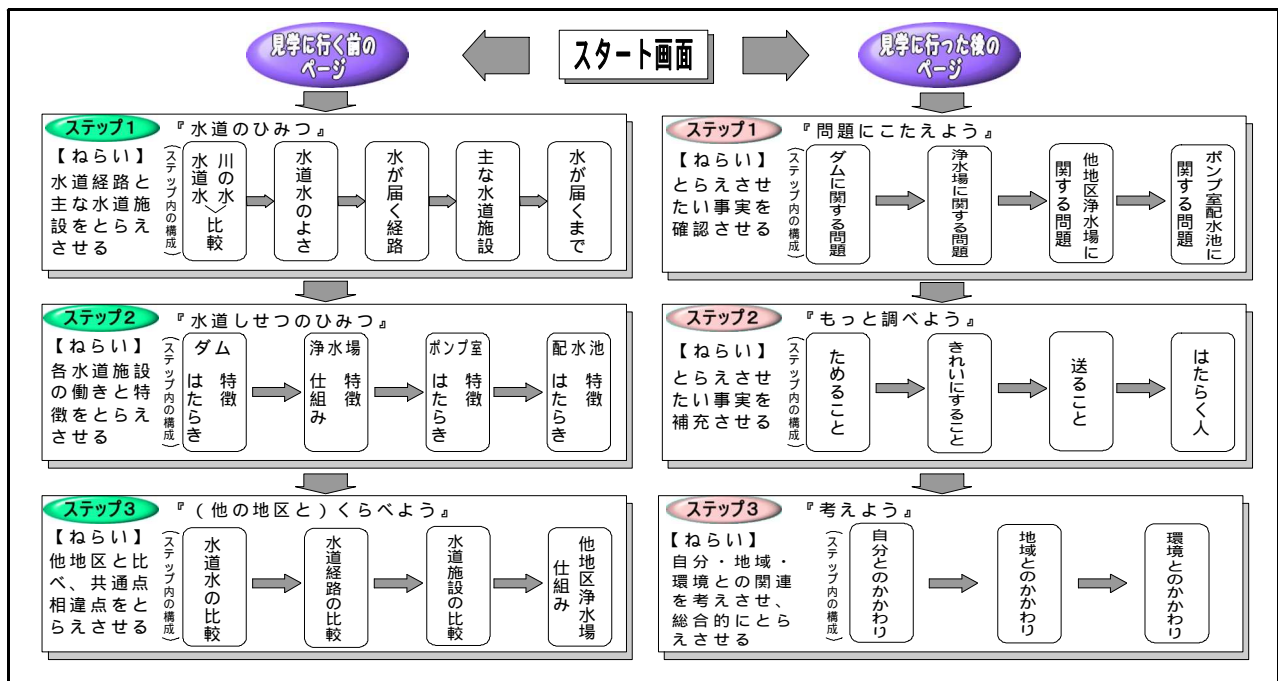 スタート画面
見学に行く前の
ページ
ステップ1
『水道のひみつ』
【ねらい】
水道経路と
主な水道施
設をとらえ
させる
(ステップ内の構成)
川の水
水道水
>比較
水道水のよさ
水が届く経路
主な水道施設
水が届くまで
ステップ2
『水道しせつのひみつ』
【ねらい】
各水道施設
の働きと特
徴をとらえ
させる
(ステップ内の構成)
ダム
特徴
はたらき
浄水場
特徴
仕組み
ポンプ室
特徴
はたらき
配水池
特徴
はたらき
ステップ3
『(他の地区と)くらべよう』
【ねらい】
他地区と比
べ、共通点
相違点をと
らえさせる
(ステップ内の構成)
水道水の比較
水道経路の比較
水道施設の比較
他地区浄水場
仕組み
見学に行った後の
ページ
ステップ1
『問題にこたえよう』
【ねらい】
とらえさせ
たい事実を
確認させる
(ステップ内の構成)
ダムに関する問題
浄水場に関する問題
他地区浄水場に
関する問題
ポンプ室配水池に
関する問題
ステップ2
『もっと調べよう』
【ねらい】
とらえさせ
たい事実を
補充させる
(ステップ内の構成)
ためること
きれいにすること
送ること
はたらく人
ステップ3
『考えよう』
【ねらい】
自分・地域・
環境との関連
を考えさせ、
総合的にとら
えさせる
(ステップ内の構成)
自分とのかかわり
地域とのかかわり
環境とのかかわり